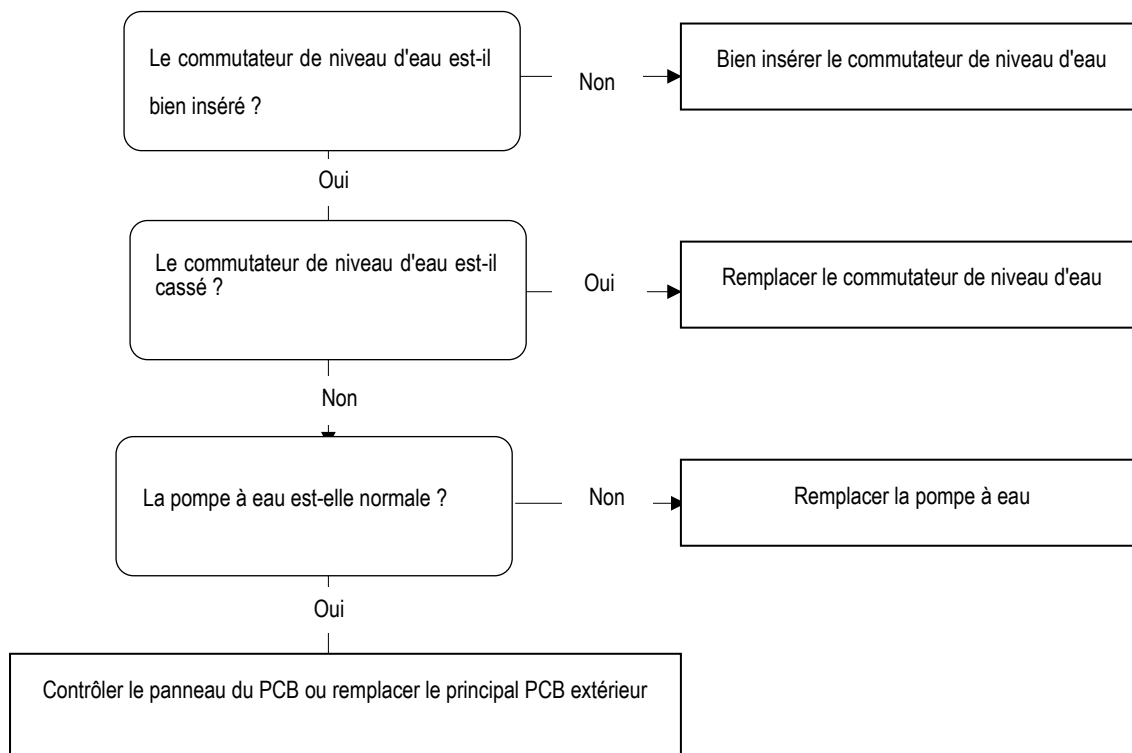 Le commutateur de niveau d'eau est-il
bien inséré ?
Non
Bien insérer le commutateur de niveau d'eau
Oui
Le commutateur de niveau d'eau est-il
cassé ?
Oui
Remplacer le commutateur de niveau d'eau
Non
La pompe à eau est-elle normale ?
Non
Remplacer la pompe à eau
Oui
Contrôler le panneau du PCB ou remplacer le principal PCB extérieur